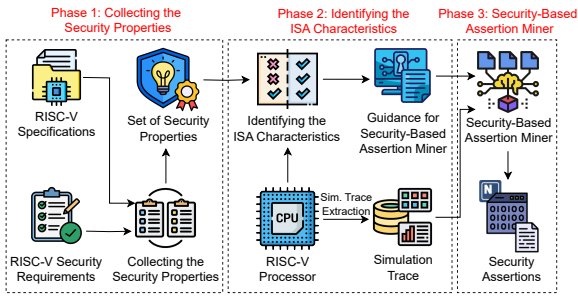 Phase 1: Collecting the
Security Properties
Phase 2: Identifying the
ISA Characteristics
Phase 3: Security-Based
Assertion Miner
RISC-V
Specifications
Set of Security
Properties
Identifying the
ISA Characteristics
Guidance for
Security-Based
Assertion Miner
Security-Based
Assertion Miner
RISC-V Security
Requirements
Collecting the
Security Properties
CPU
RISC-V
Processor
Sim. Trace
Extraction
Simulation
Trace
N
Security
Assertions